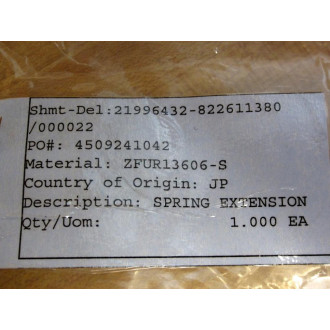 Shmt-Del:21996432-822611380
/000022
PO#: 4509241042
Material: ZFUR13606-S
Country of Origin: JP
Description: SPRING EXTENSION
Qty/Uom: 1.000 EA